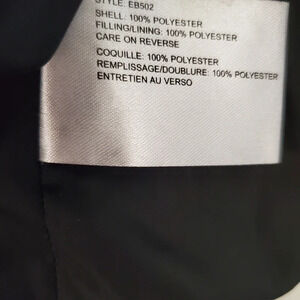 STYLE: EB502
SHELL: 100% POLYESTER
FILLING/LINING: 100% POLYESTER
CARE ON REVERSE
COQUILLE: 100% POLYESTER
REMPLISSAGE/DOUBLURE: 100% POLYESTER
ENTRETIEN AU VERSO